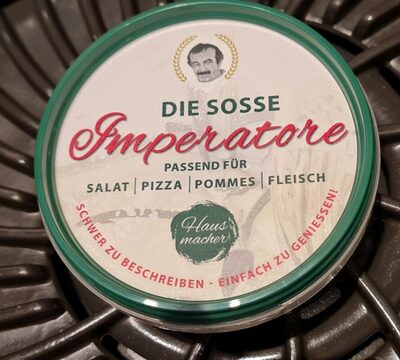 DIE SOSSE
Imperatore
PASSEND FÜR
SALAT | PIZZA | POMMES | FLEISCH
Haus
macher
SCHWER ZU BESCHREIBEN - EINFACH ZU GENIESSEN!